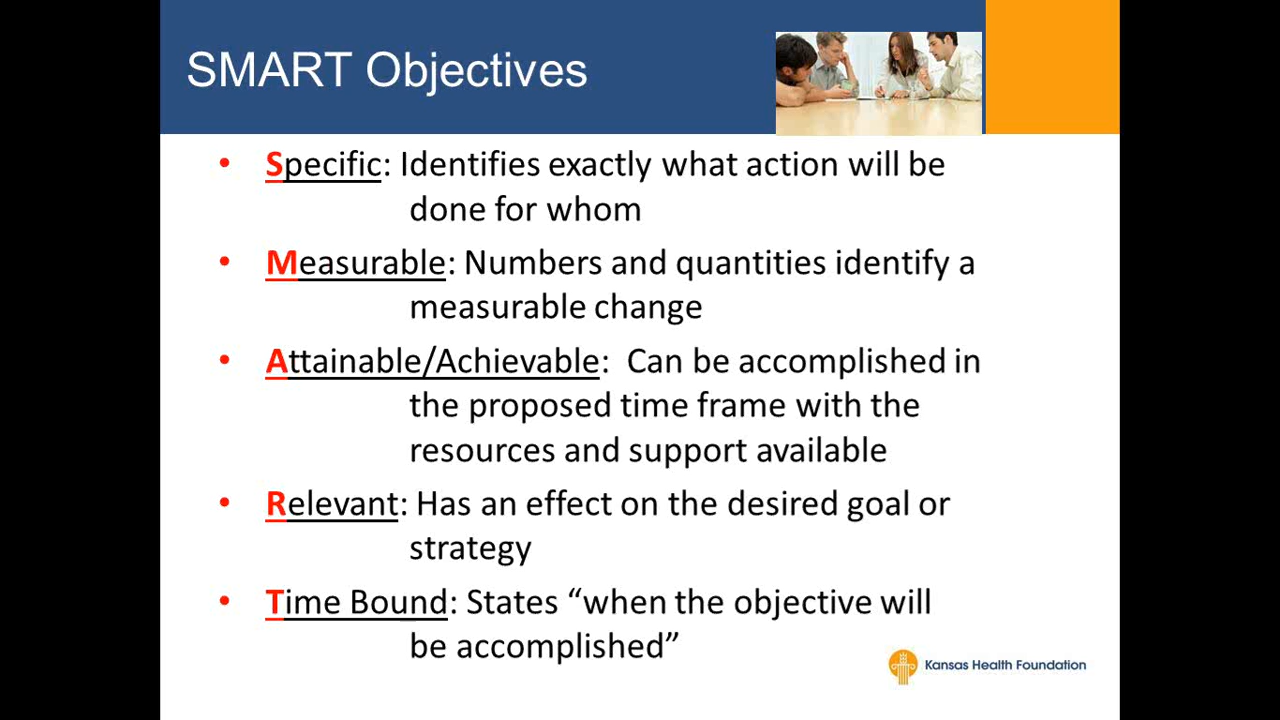 SMART Objectives
• Specific: Identifies exactly what action will be
done for whom
• Measurable: Numbers and quantities identify a
measurable change
• Attainable/Achievable:  Can be accomplished in
the proposed time frame with the
resources and support available
• Relevant: Has an effect on the desired goal or
strategy
• Time Bound: States “when the objective will
be accomplished”
Kansas Health Foundation